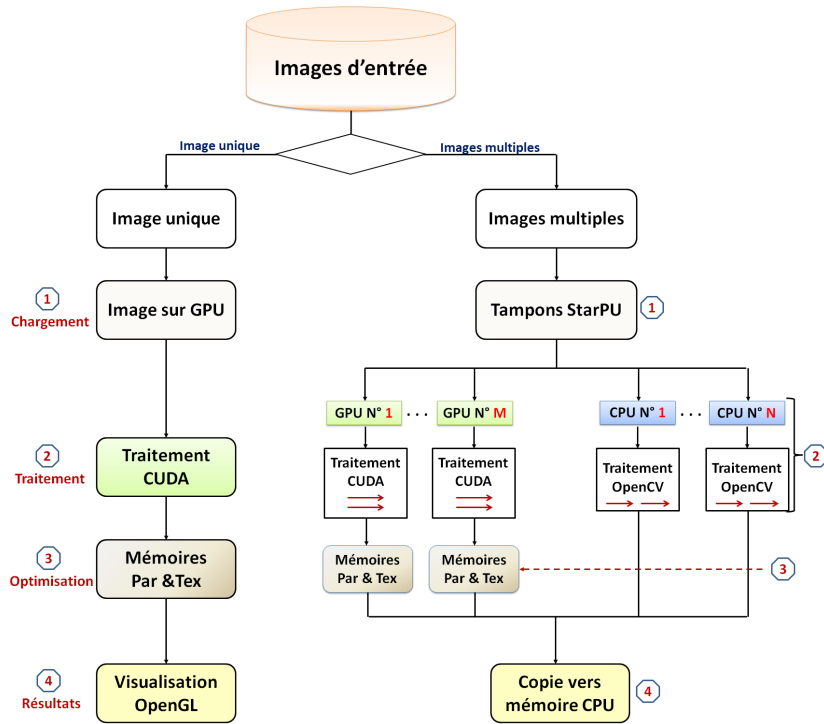 Images d'entrée
Image unique
Images multiples
Image unique
Images multiples
1
Chargement
Image sur GPU
Tampons StarPU
1
GPU N° 1
. . .
GPU N° M
CPU N° 1
. . .
CPU N° N
2
Traitement
Traitement
CUDA
Traitement
CUDA
Traitement
CUDA
Traitement
OpenCV
Traitement
OpenCV
2
3
Optimisation
Mémoires
Par &Tex
Mémoires
Par & Tex
Mémoires
Par & Tex
3
4
Résultats
Visualisation
OpenGL
Copie vers
mémoire CPU
4